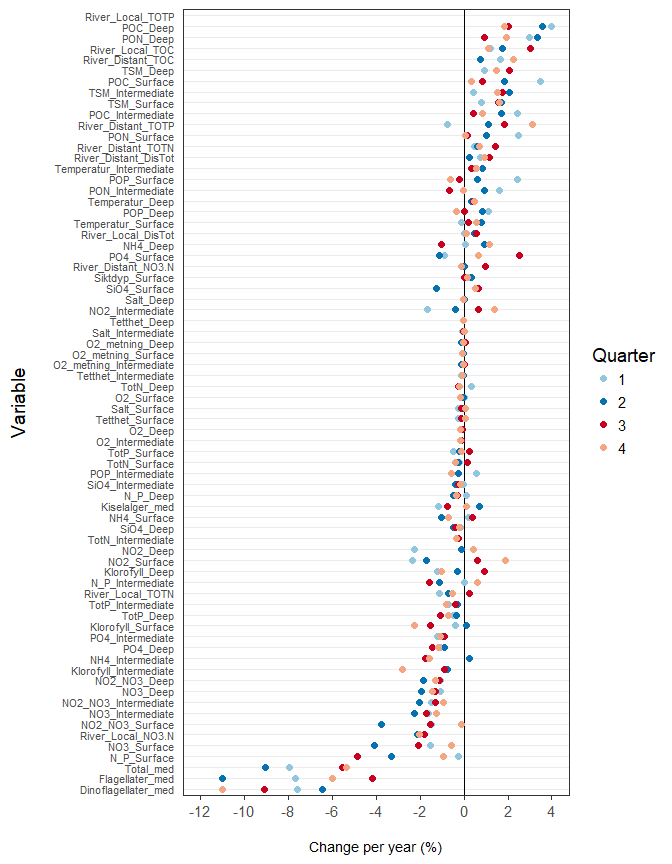 River_Local_TOTP
POC_Deep
PON_Deep
River_Local_TOC
River_Distant_TOC
TSM_Deep
POC_Surface
TSM_Intermediate
TSM_Surface
POC_Intermediate
River_Distant_TOTP
PON_Surface
River_Distant_TOTN
River_Distant_DisTot
Temperatur_Intermediate
POP_Surface
PON_Intermediate
Temperatur_Deep
POP_Deep
Temperatur_Surface
River_Local_DisTot
NH4_Deep
PO4_Surface
River_Distant_NO3.N
Siktdyp_Surface
SiO4_Surface
Salt_Deep
NO2_Intermediate
Tetthet_Deep
Salt_Intermediate
O2_metning_Deep
O2_metning_Surface
O2_metning_Intermediate
Tetthet_Intermediate
TotN_Deep
O2_Surface
Salt_Surface
Tetthet_Surface
O2_Deep
O2_Intermediate
TotP_Surface
TotN_Surface
POP_Intermediate
SiO4_Intermediate
N_P_Deep
Kiselalger_med
NH4_Surface
SiO4_Deep
TotN_Intermediate
NO2_Deep
NO2_Surface
Klorofyll_Deep
N_P_Intermediate
River_Local_TOTN
TotP_Intermediate
TotP_Deep
Klorofyll_Surface
PO4_Intermediate
PO4_Deep
NH4_Intermediate
Klorofyll_Intermediate
NO2_NO3_Deep
NO3_Deep
NO2_NO3_Intermediate
NO3_Intermediate
NO2_NO3_Surface
River_Local_NO3.N
NO3_Surface
N_P_Surface
Total_med
Flagellater_med
Dinoflagellater_med
Variable
-12 -10 -8 -6 -4 -2 0 2 4
Change per year (%)
Quarter
1
2
3
4